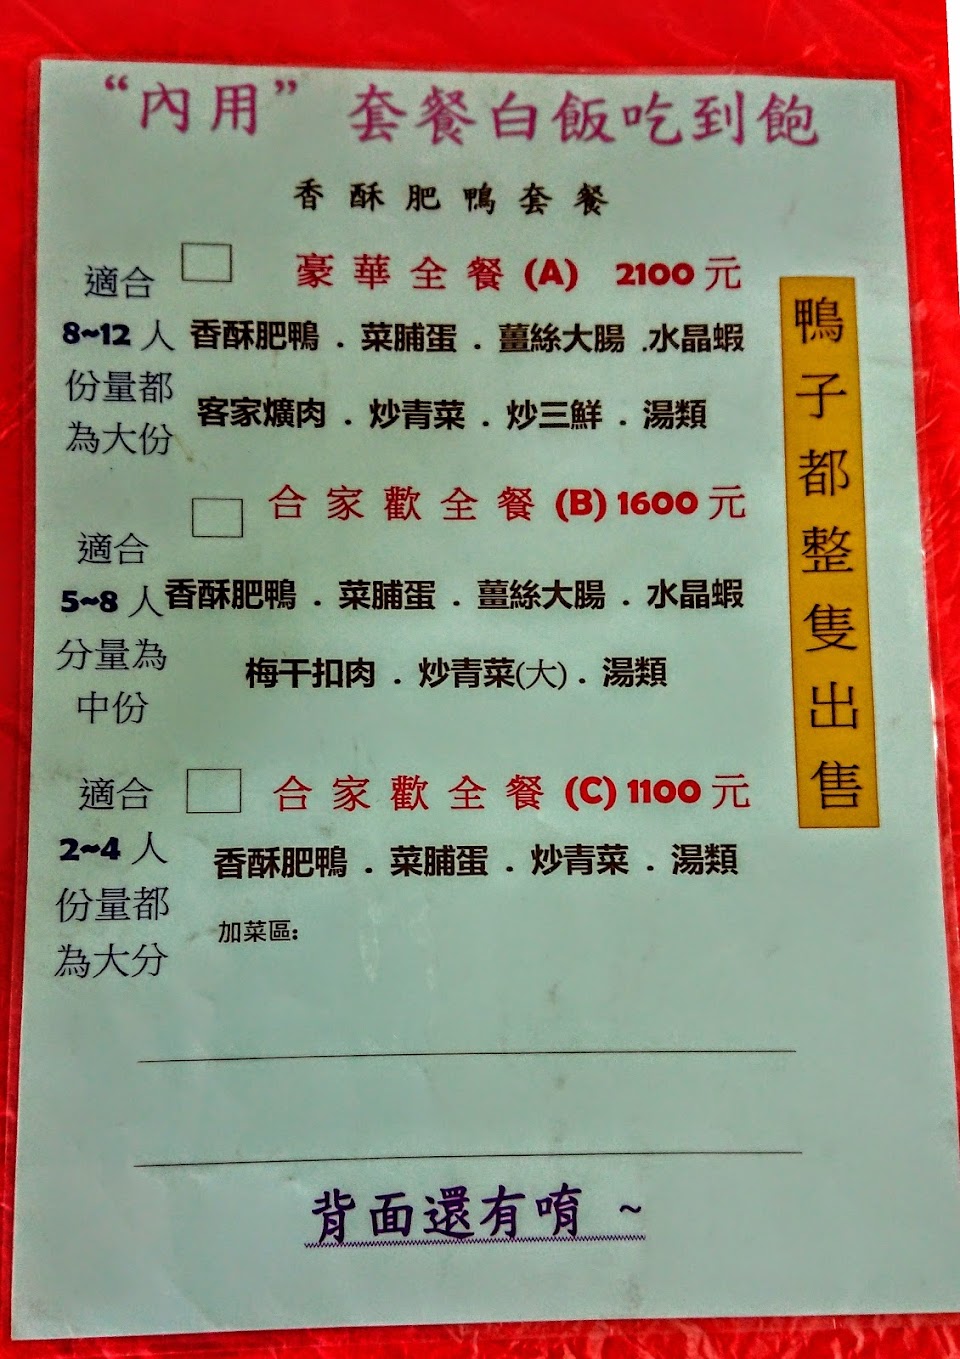 “內用” 套餐白飯吃到飽
香酥肥鴨套餐
豪華全餐(A) 2100元
適合
8~12人
份量都
為大份
香酥肥鴨．菜脯蛋．薑絲大腸．水晶蝦
客家爌肉．炒青菜．炒三鮮．湯類
合家歡全餐(B)1600元
適合
5~8人
分量為
中份
香酥肥鴨．菜脯蛋．薑絲大腸．水晶蝦
梅干扣肉．炒青菜(大)．湯類
合家歡全餐(C)1100元
適合
2~4人
份量都
為大分
香酥肥鴨．菜脯蛋．炒青菜．湯類
加菜區:
鴨子都整隻出售
背面還有唷 ~